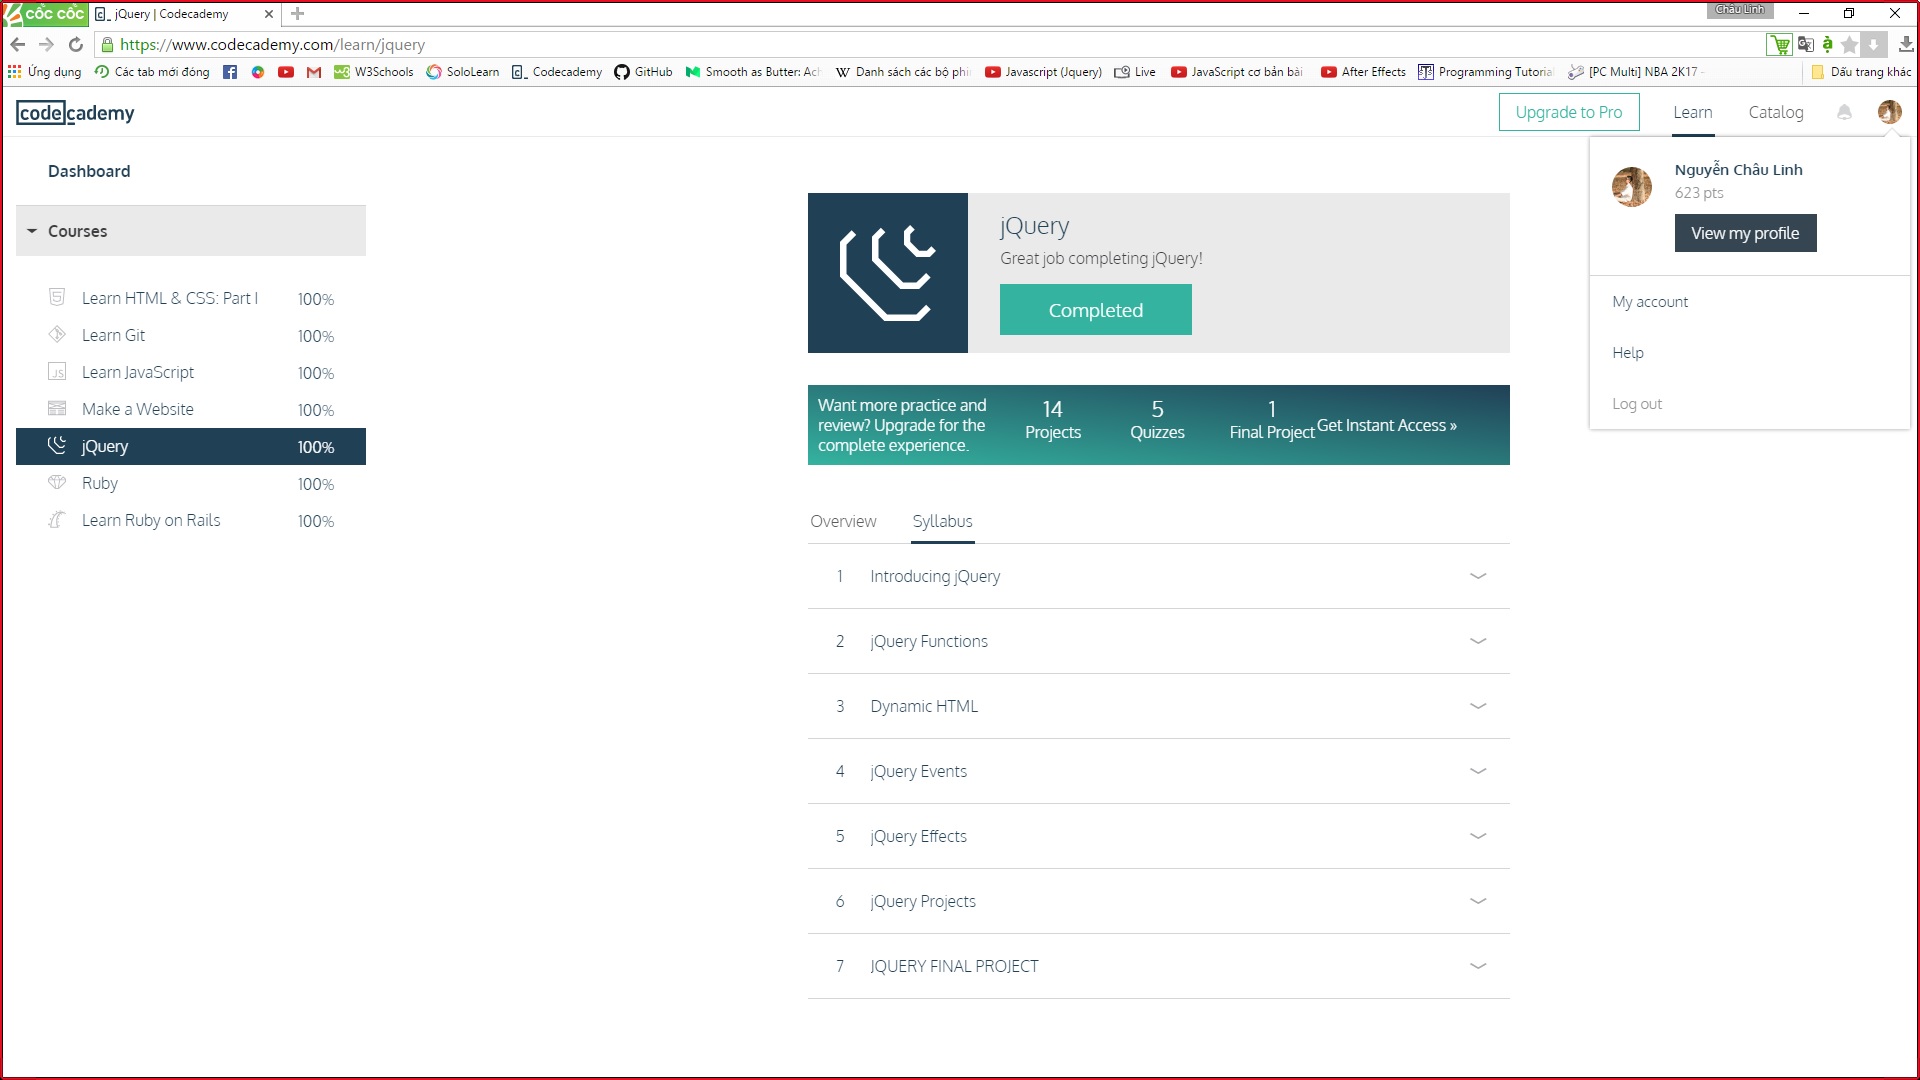 CỐC CỐC
jQuery | Codecademy
Châu Linh
https://www.codecademy.com/learn/jquery
Ứng dụng
Các tab mới đóng
W3Schools
SoloLearn
Codecademy
GitHub
Smooth as Butter: Ach
Danh sách các bộ phi
Javascript (Jquery)
Live
JavaScript cơ bản bài
After Effects
Programming Tutoria
[PC Multi] NBA 2K17 -
Dấu trang khác
codecademy
Upgrade to Pro
Learn
Catalog
Dashboard
Courses
Learn HTML & CSS: Part I 100%
Learn Git 100%
JS Learn JavaScript 100%
Make a Website 100%
jQuery 100%
Ruby 100%
Learn Ruby on Rails 100%
jQuery
Great job completing jQuery!
Completed
Want more practice and
review? Upgrade for the
complete experience.
14
Projects
5
Quizzes
1
Final Project
Get Instant Access »
Overview
Syllabus
1 Introducing jQuery
2 jQuery Functions
3 Dynamic HTML
4 jQuery Events
5 jQuery Effects
6 jQuery Projects
7 JQUERY FINAL PROJECT
Nguyễn Châu Linh
623 pts
View my profile
My account
Help
Log out